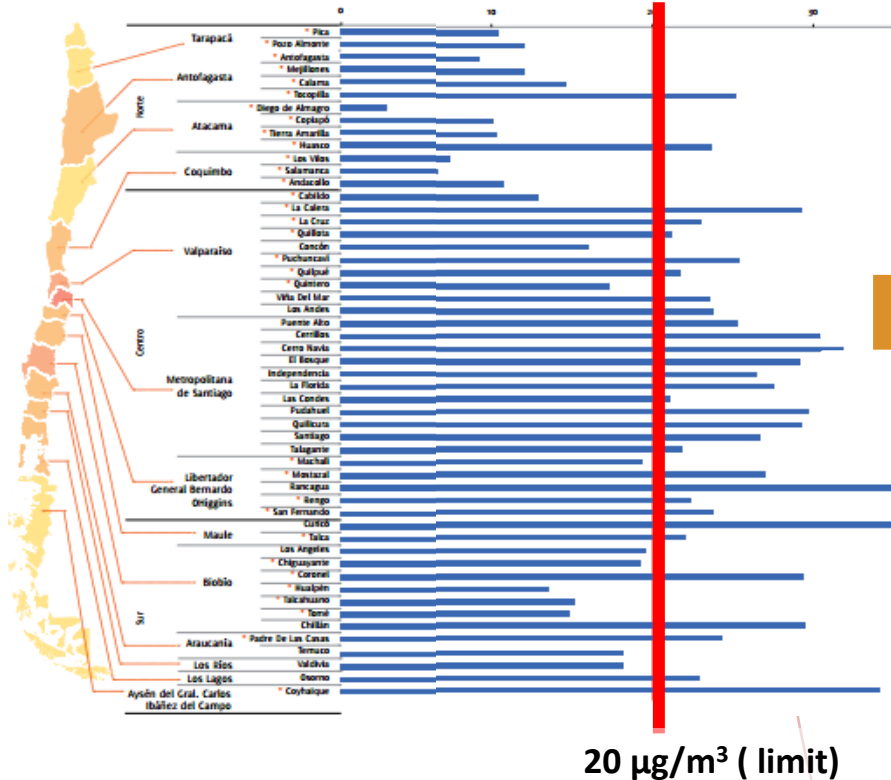 0 10 20 30
Tarapacá
* Pica
* Pozo Almonte
Antofagasta
* Antofagasta
* Mejillones
* Calama
* Tocopilla
Norte
Atacama
* Diego de Almagro
* Copiapó
* Tierra Amarilla
* Huasco
Coquimbo
* Los Vilos
* Salamanca
* Andacollo
Valparaíso
* Cabildo
* La Calera
* La Cruz
* Quillota
Concón
* Puchuncaví
* Quilpué
* Quintero
Viña Del Mar
Los Andes
Centro
Metropolitana
de Santiago
Puente Alto
Cerrillos
Cerro Navia
El Bosque
Independencia
La Florida
Las Condes
Pudahuel
Quilicura
Santiago
Talagante
Libertador
General Bernardo
OHiggins
* Machalí
* Mostazal
Rancagua
* Rengo
* San Fernando
Maule
Curicó
* Talca
Biobío
Los Angeles
* Chiguayante
* Coronel
* Hualpén
* Talcahuano
* Tomé
Chillán
Sur
Araucanía
* Padre De Las Casas
Temuco
Los Ríos
Valdivia
Los Lagos
Osorno
Aysén del Gral. Carlos
Ibáñez del Campo
* Coyhaique
20 µg/m³ ( limit)